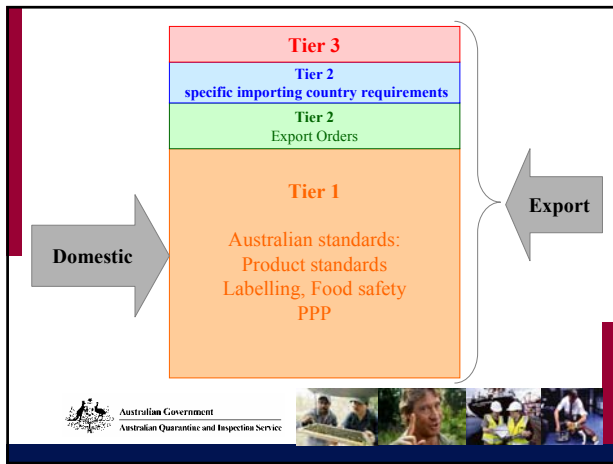 Tier 3
Tier 2
specific importing country requirements
Tier 2
Export Orders
Tier 1
Australian standards:
Product standards
Labelling, Food safety
PPP
Domestic
Export
Australian Government
Australian Quarantine and Inspection Service